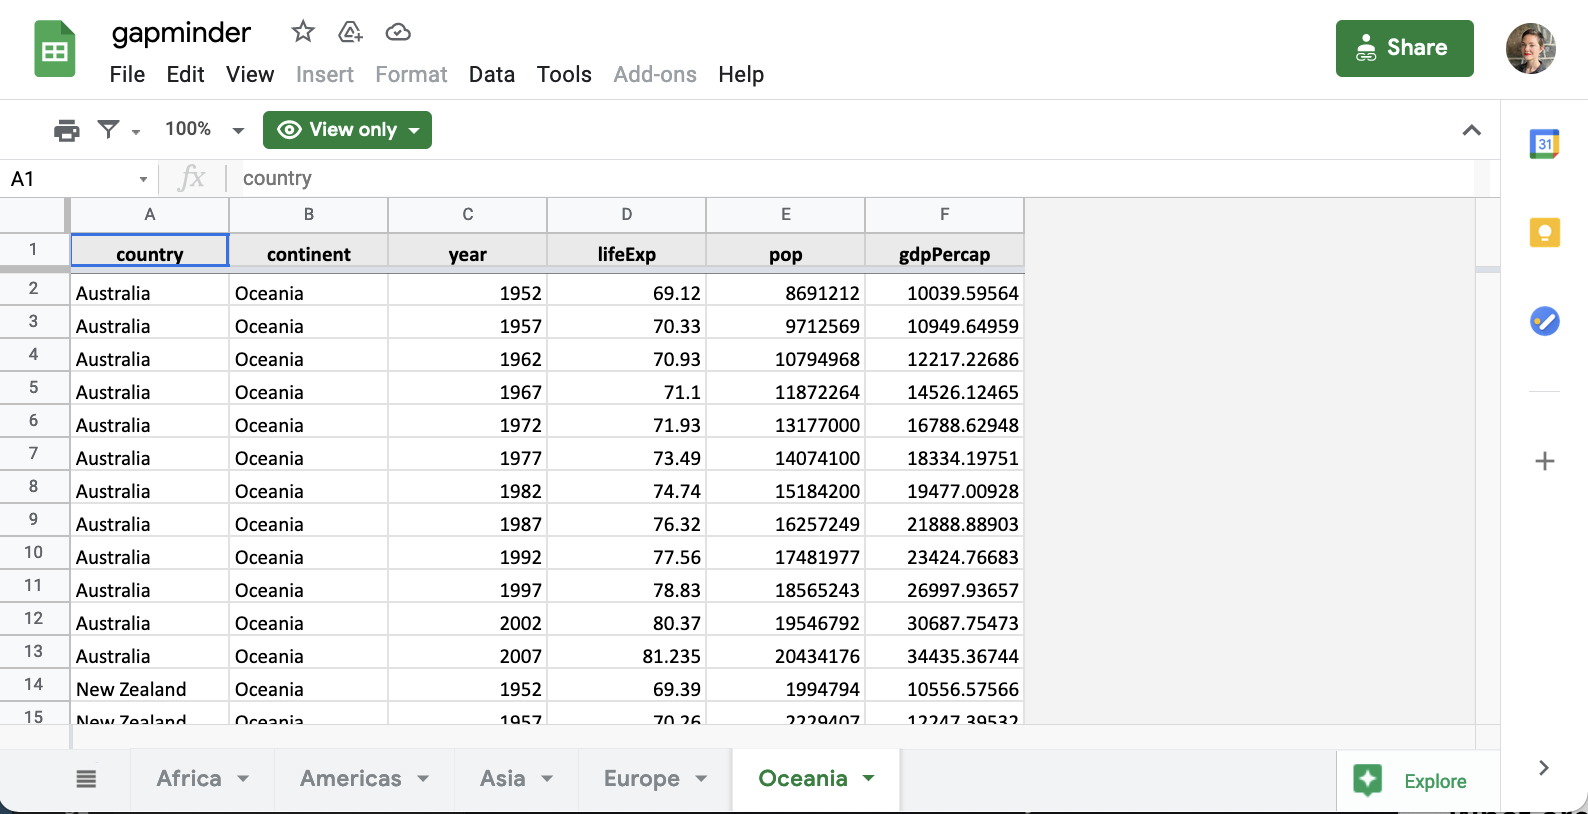 gapminder
File Edit View Insert Format Data Tools Add-ons Help
Share
100% View only
31
A1 fx country
A B C D E F
1 country continent year lifeExp pop gdpPercap
2 Australia Oceania 1952 69.12 8691212 10039.59564
3 Australia Oceania 1957 70.33 9712569 10949.64959
4 Australia Oceania 1962 70.93 10794968 12217.22686
5 Australia Oceania 1967 71.1 11872264 14526.12465
6 Australia Oceania 1972 71.93 13177000 16788.62948
7 Australia Oceania 1977 73.49 14074100 18334.19751
8 Australia Oceania 1982 74.74 15184200 19477.00928
9 Australia Oceania 1987 76.32 16257249 21888.88903
10 Australia Oceania 1992 77.56 17481977 23424.76683
11 Australia Oceania 1997 78.83 18565243 26997.93657
12 Australia Oceania 2002 80.37 19546792 30687.75473
13 Australia Oceania 2007 81.235 20434176 34435.36744
14 New Zealand Oceania 1952 69.39 1994794 10556.57566
15 New Zealand Oceania 1957 70.26 2229407 12247.39532
Africa Americas Asia Europe Oceania Explore